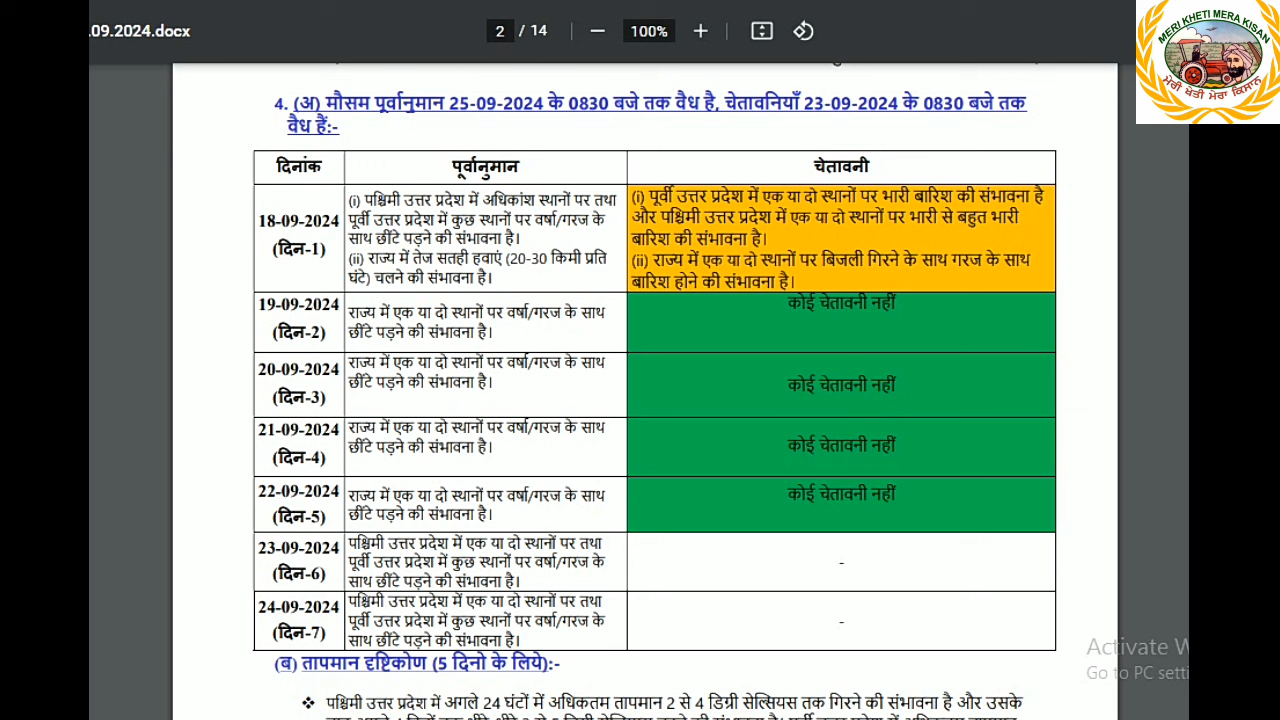 .09.2024.docx
2 / 14
100%
MERI KHETI MERA KISAN
ਮੇਰੀ ਖੇਤੀ ਮੇਰਾ ਕਿਸਾਨ
4. (अ) मौसम पूर्वानुमान 25-09-2024 के 0830 बजे तक वैध है, चेतावनियाँ 23-09-2024 के 0830 बजे तक
वैध हैं:-
दिनांक पूर्वानुमान चेतावनी
18-09-2024
(दिन-1)
(i) पश्चिमी उत्तर प्रदेश में अधिकांश स्थानों पर तथा
पूर्वी उत्तर प्रदेश में कुछ स्थानों पर वर्षा/गरज के
साथ छींटे पड़ने की संभावना है।
(ii) राज्य में तेज सतही हवाएं (20-30 किमी प्रति
घंटे) चलने की संभावना है।
(i) पूर्वी उत्तर प्रदेश में एक या दो स्थानों पर भारी बारिश की संभावना है
और पश्चिमी उत्तर प्रदेश में एक या दो स्थानों पर भारी से बहुत भारी
बारिश की संभावना है।
(ii) राज्य में एक या दो स्थानों पर बिजली गिरने के साथ गरज के साथ
बारिश होने की संभावना है।
19-09-2024
(दिन-2)
राज्य में एक या दो स्थानों पर वर्षा/गरज के साथ
छींटे पड़ने की संभावना है।
कोई चेतावनी नहीं
20-09-2024
(दिन-3)
राज्य में एक या दो स्थानों पर वर्षा/गरज के साथ
छींटे पड़ने की संभावना है।
कोई चेतावनी नहीं
21-09-2024
(दिन-4)
राज्य में एक या दो स्थानों पर वर्षा/गरज के साथ
छींटे पड़ने की संभावना है।
कोई चेतावनी नहीं
22-09-2024
(दिन-5)
राज्य में एक या दो स्थानों पर वर्षा/गरज के साथ
छींटे पड़ने की संभावना है।
कोई चेतावनी नहीं
23-09-2024
(दिन-6)
पश्चिमी उत्तर प्रदेश में एक या दो स्थानों पर तथा
पूर्वी उत्तर प्रदेश में कुछ स्थानों पर वर्षा/गरज के
साथ छींटे पड़ने की संभावना है।
-
24-09-2024
(दिन-7)
पश्चिमी उत्तर प्रदेश में एक या दो स्थानों पर तथा
पूर्वी उत्तर प्रदेश में कुछ स्थानों पर वर्षा/गरज के
साथ छींटे पड़ने की संभावना है।
-
(ब) तापमान दृष्टिकोण (5 दिनो के लिये):-
❖ पश्चिमी उत्तर प्रदेश में अगले 24 घंटों में अधिकतम तापमान 2 से 4 डिग्री सेल्सियस तक गिरने की संभावना है और उसके
Activate W
Go to PC setti